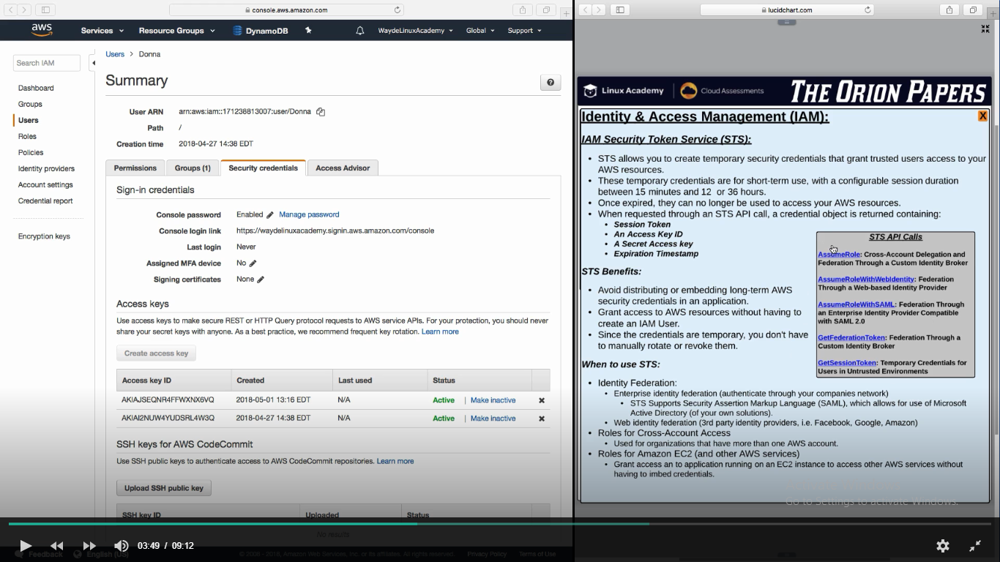 console.aws.amazon.com
aws
Services
Resource Groups
DynamoDB
WaydeLinuxAcademy
Global
Support
Search IAM
Dashboard
Groups
Users
Roles
Policies
Identity providers
Account settings
Credential report
Encryption keys
Users > Donna
Summary
User ARN arn:aws:iam::171238813007:user/Donna
Path /
Creation time 2018-04-27 14:38 EDT
Permissions Groups (1) Security credentials Access Advisor
Sign-in credentials
Console password Enabled Manage password
Console login link https://waydelinuxacademy.signin.aws.amazon.com/console
Last login Never
Assigned MFA device No
Signing certificates None
Access keys
Use access keys to make secure REST or HTTP Query protocol requests to AWS service APIs. For your protection, you should never
share your secret keys with anyone. As a best practice, we recommend frequent key rotation. Learn more
Create access key
Access key ID Created Last used Status
AKIAJSEQNR4FFWXNX6VQ 2018-05-01 13:16 EDT N/A Active | Make inactive
AKIAI2NUW4YUDSRL4W3Q 2018-04-27 14:38 EDT N/A Active | Make inactive
SSH keys for AWS CodeCommit
Use SSH public keys to authenticate access to AWS CodeCommit repositories. Learn more
Upload SSH public key
SSH key ID Uploaded Status
No results
Feedback English (US) © 2008 - 2018, Amazon Web Services, Inc. or its affiliates. All rights reserved. Privacy Policy Terms of Use
03:49 / 09:12
lucidchart.com
Linux Academy | Cloud Assessments
THE ORION PAPERS
Identity & Access Management (IAM):
X
IAM Security Token Service (STS):
• STS allows you to create temporary security credentials that grant trusted users access to your
AWS resources.
• These temporary credentials are for short-term use, with a configurable session duration
between 15 minutes and 12 or 36 hours.
• Once expired, they can no longer be used to access your AWS resources.
• When requested through an STS API call, a credential object is returned containing:
• Session Token
• An Access Key ID
• A Secret Access key
• Expiration Timestamp
STS Benefits:
• Avoid distributing or embedding long-term AWS
security credentials in an application.
• Grant access to AWS resources without having to
create an IAM User.
• Since the credentials are temporary, you don't have
to manually rotate or revoke them.
STS API Calls
AssumeRole: Cross-Account Delegation and
Federation Through a Custom Identity Broker
AssumeRoleWithWebIdentity: Federation
Through a Web-based Identity Provider
AssumeRoleWithSAML: Federation Through
an Enterprise Identity Provider Compatible
with SAML 2.0
GetFederationToken: Federation Through a
Custom Identity Broker
GetSessionToken: Temporary Credentials for
Users in Untrusted Environments
When to use STS:
• Identity Federation:
• Enterprise identity federation (authenticate through your companies network)
• STS Supports Security Assertion Markup Language (SAML), which allows for use of Microsoft
Active Directory (of your own solutions).
• Web identity federation (3rd party identity providers, i.e. Facebook, Google, Amazon)
• Roles for Cross-Account Access
• Used for organizations that have more than one AWS account.
• Roles for Amazon EC2 (and other AWS services)
• Grant access an to application running on an EC2 instance to access other AWS services without
having to imbed credentials.
Go to Settings to activate Windows.